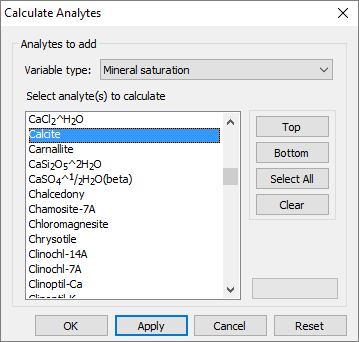 Calculate Analytes
Analytes to add
Variable type: Mineral saturation
Select analyte(s) to calculate
CaCl₂^H₂O
Calcite
Carnallite
CaSi₂O₅^2H₂O
CaSO₄^¹/₂H₂O(beta)
Chalcedony
Chamosite-7A
Chloromagnesite
Chrysotile
Clinochl-14A
Clinochl-7A
Clinoptil-Ca
Clinoptil-K
Top
Bottom
Select All
Clear
OK Apply Cancel Reset